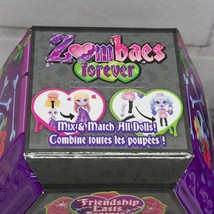 Zoombaes
forever
Mix & Match All Dolls!
Combine toutes les poupées !
Friendship
Lasts